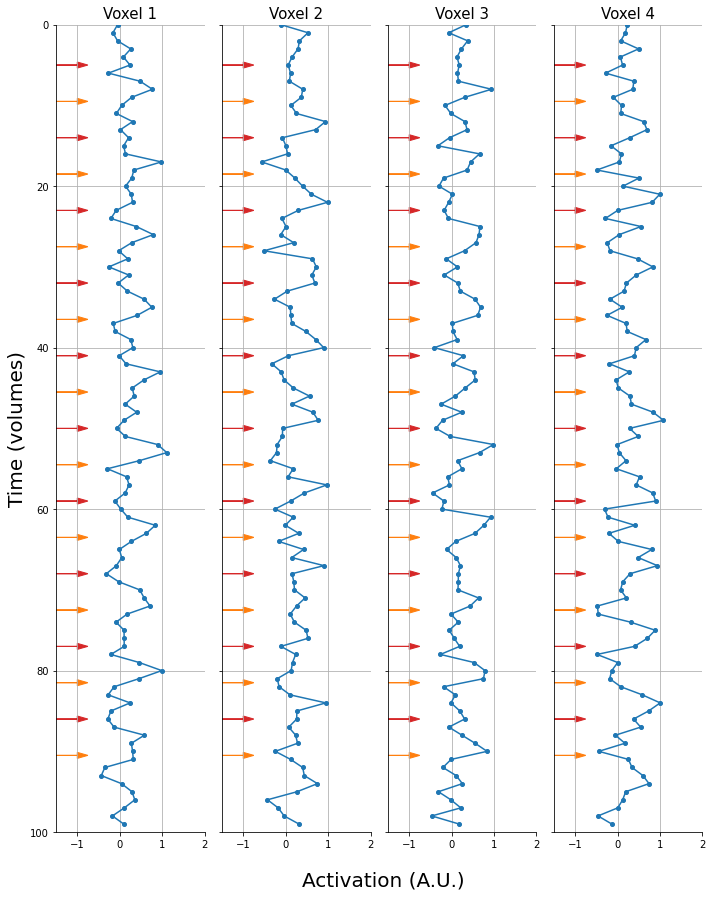 Voxel 1 Voxel 2 Voxel 3 Voxel 4
0
20
40
60
80
100
Time (volumes)
−1 0 1 2 −1 0 1 2 −1 0 1 2 −1 0 1 2
Activation (A.U.)